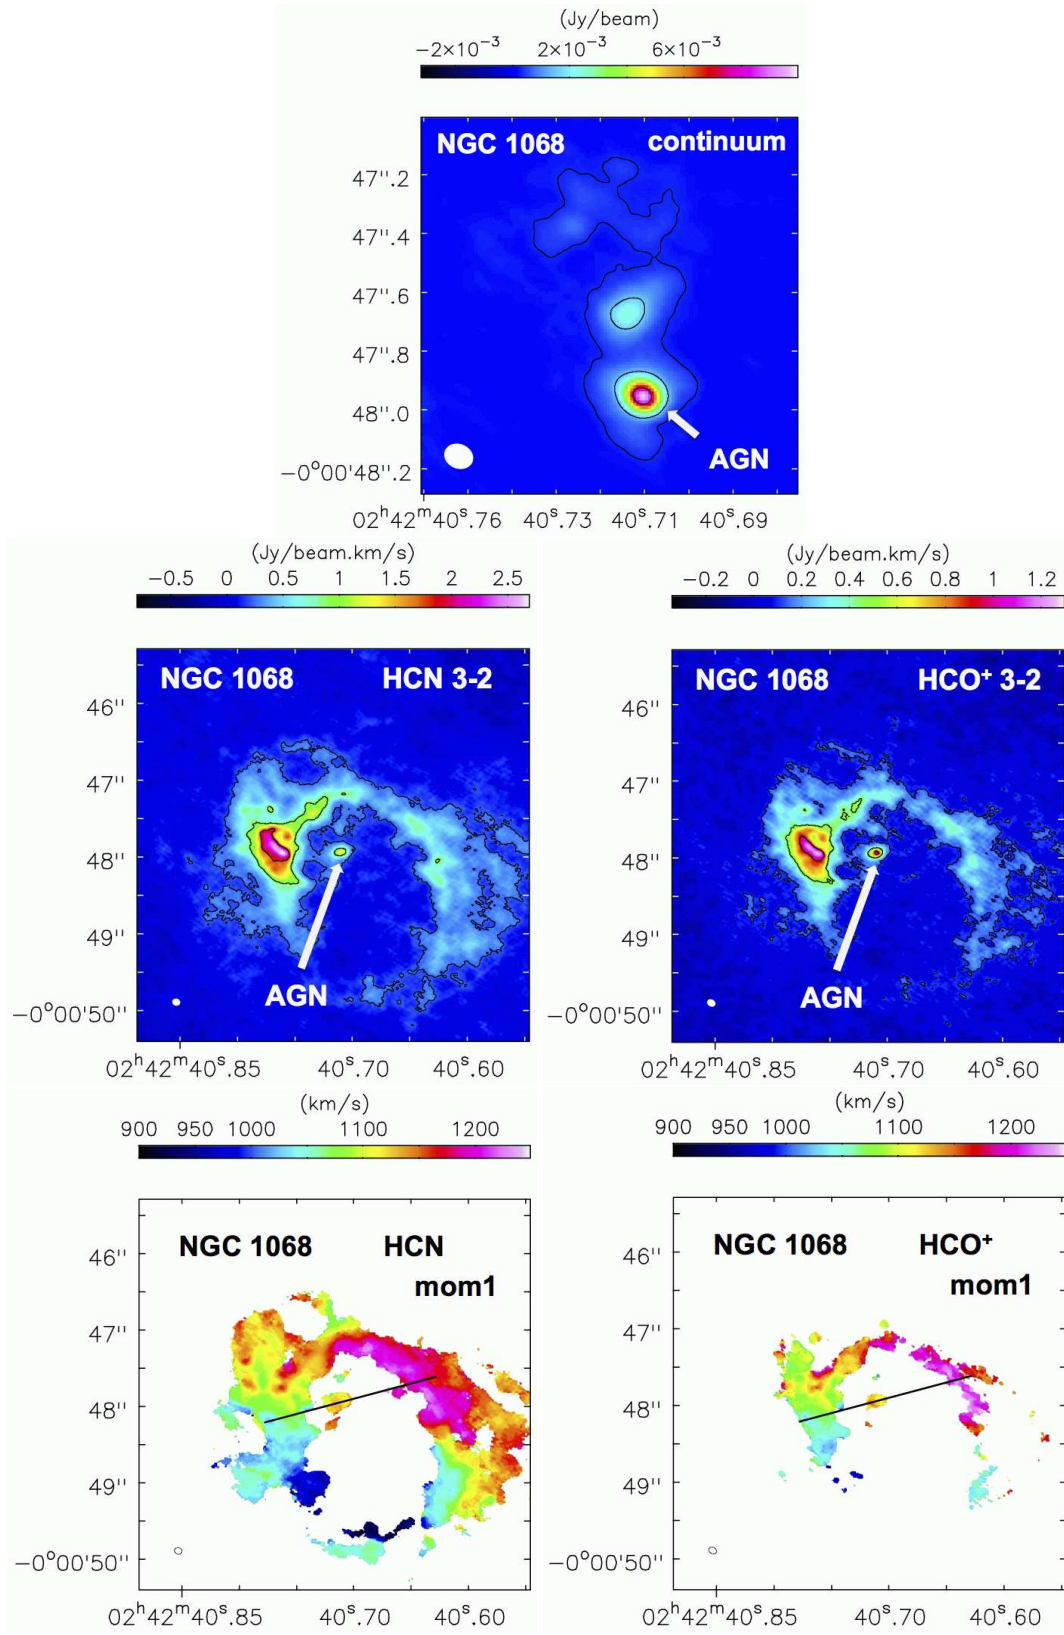 (Jy/beam)
−2×10⁻³ 2×10⁻³ 6×10⁻³
NGC 1068 continuum
47".2
47".4
47".6
47".8
48".0
AGN
−0°00'48".2
02ʰ42ᵐ40ˢ.76 40ˢ.73 40ˢ.71 40ˢ.69
(Jy/beam.km/s) (Jy/beam.km/s)
−0.5 0 0.5 1 1.5 2 2.5 −0.2 0 0.2 0.4 0.6 0.8 1 1.2
NGC 1068 HCN 3-2 NGC 1068 HCO⁺ 3-2
46" 46"
47" 47"
48" 48"
49" 49"
AGN AGN
−0°00'50" −0°00'50"
02ʰ42ᵐ40ˢ.85 40ˢ.70 40ˢ.60 02ʰ42ᵐ40ˢ.85 40ˢ.70 40ˢ.60
(km/s) (km/s)
900 950 1000 1100 1200 900 950 1000 1100 1200
NGC 1068 HCN NGC 1068 HCO⁺
46" 46"
mom1 mom1
47" 47"
48" 48"
49" 49"
−0°00'50" −0°00'50"
02ʰ42ᵐ40ˢ.85 40ˢ.70 40ˢ.60 02ʰ42ᵐ40ˢ.85 40ˢ.70 40ˢ.60